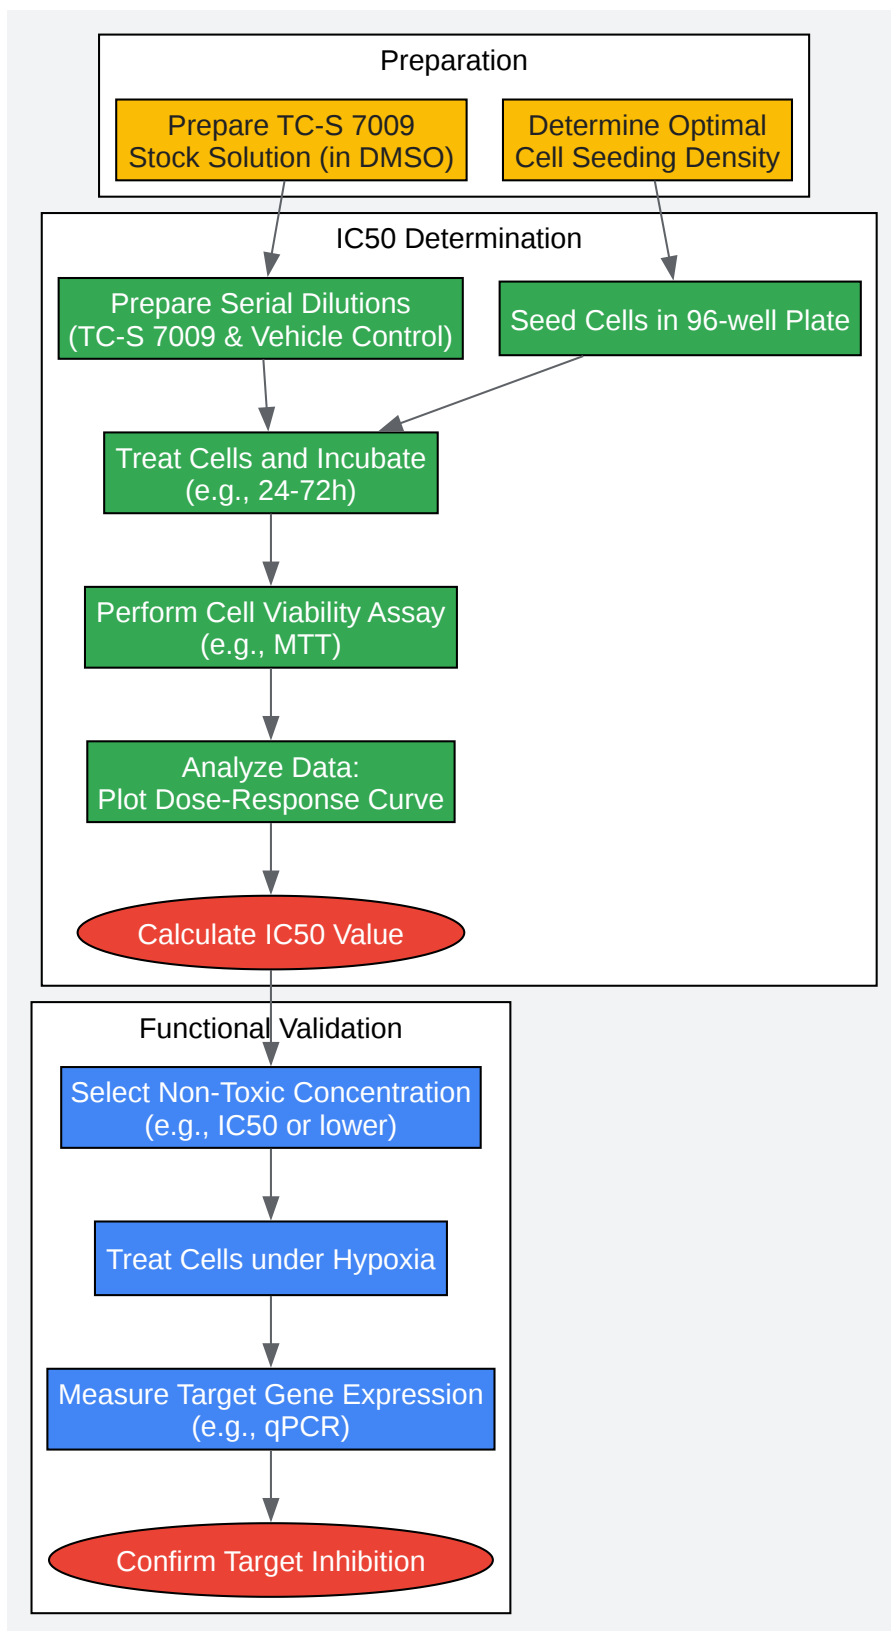 Preparation
Prepare TC-S 7009
Stock Solution (in DMSO)
Determine Optimal
Cell Seeding Density
IC50 Determination
Prepare Serial Dilutions
(TC-S 7009 & Vehicle Control)
Seed Cells in 96-well Plate
Treat Cells and Incubate
(e.g., 24-72h)
Perform Cell Viability Assay
(e.g., MTT)
Analyze Data:
Plot Dose-Response Curve
Calculate IC50 Value
Functional Validation
Select Non-Toxic Concentration
(e.g., IC50 or lower)
Treat Cells under Hypoxia
Measure Target Gene Expression
(e.g., qPCR)
Confirm Target Inhibition